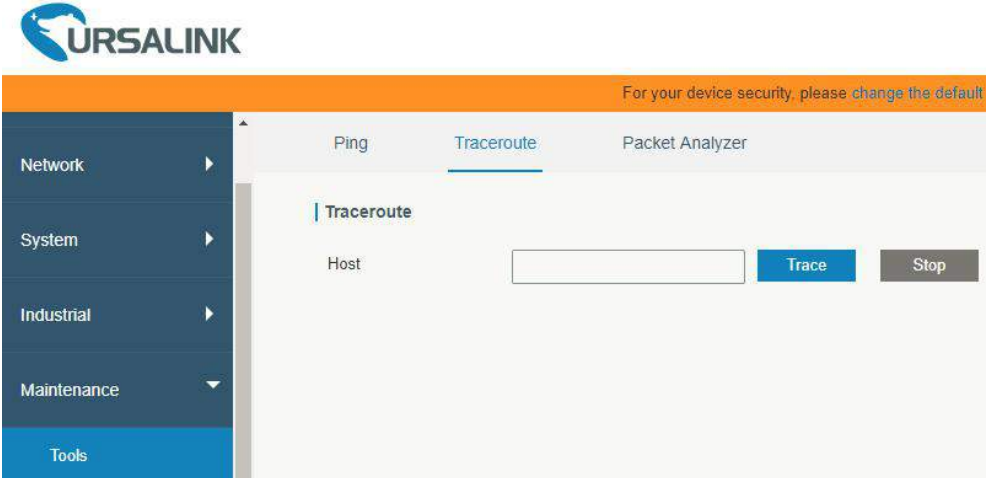 URSALINK
For your device security, please change the default
Ping Traceroute Packet Analyzer
Network
Traceroute
System
Host Trace Stop
Industrial
Maintenance
Tools